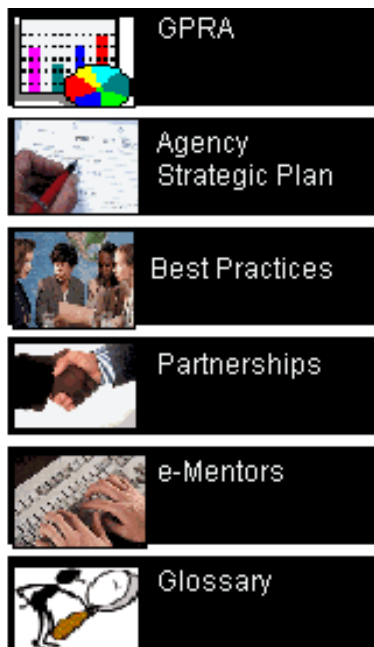 GPRA
Agency
Strategic Plan
Best Practices
Partnerships
e-Mentors
Glossary